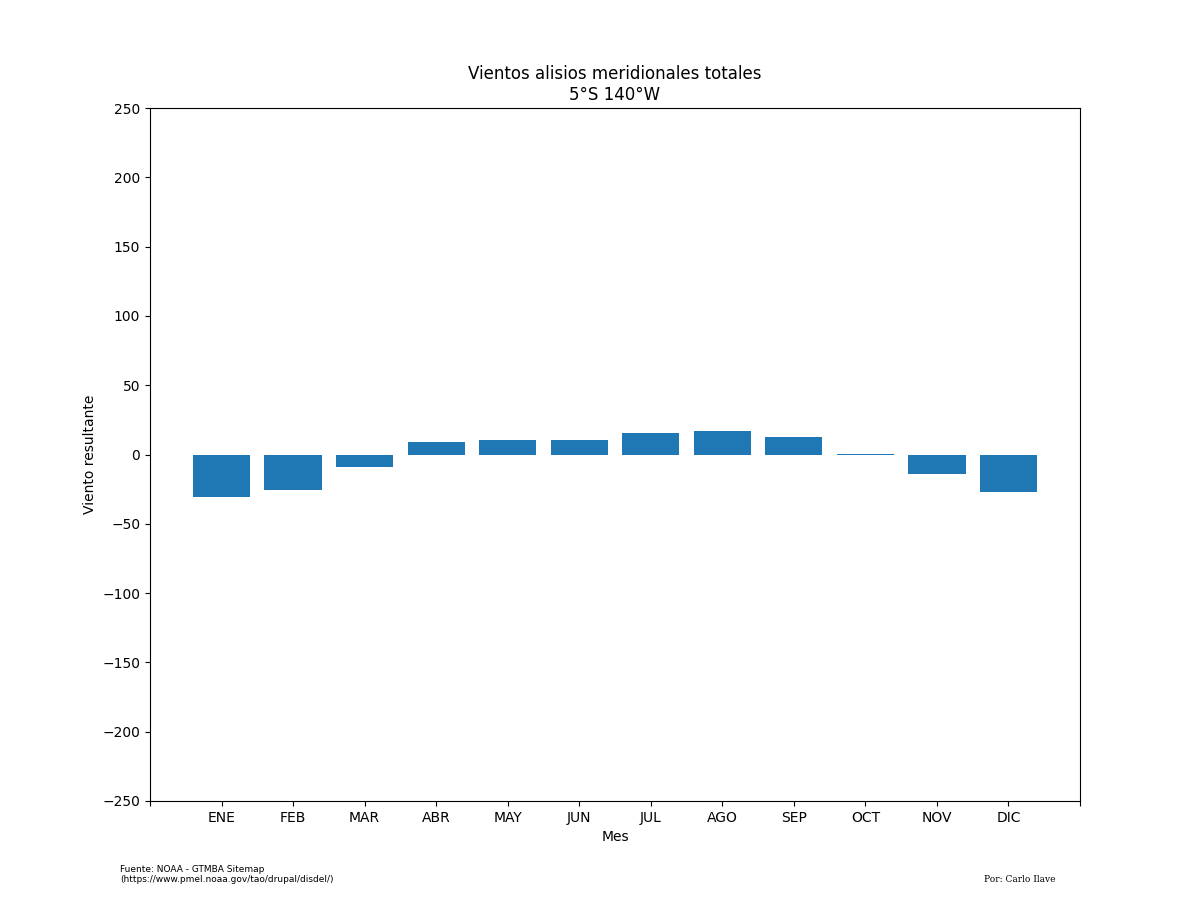 Vientos alisios meridionales totales
5°S 140°W
250
200
150
100
50
0
−50
−100
−150
−200
−250
Viento resultante
ENE FEB MAR ABR MAY JUN JUL AGO SEP OCT NOV DIC
Mes
Fuente: NOAA - GTMBA Sitemap
(https://www.pmel.noaa.gov/tao/drupal/disdel/)
Por: Carlo Ilave